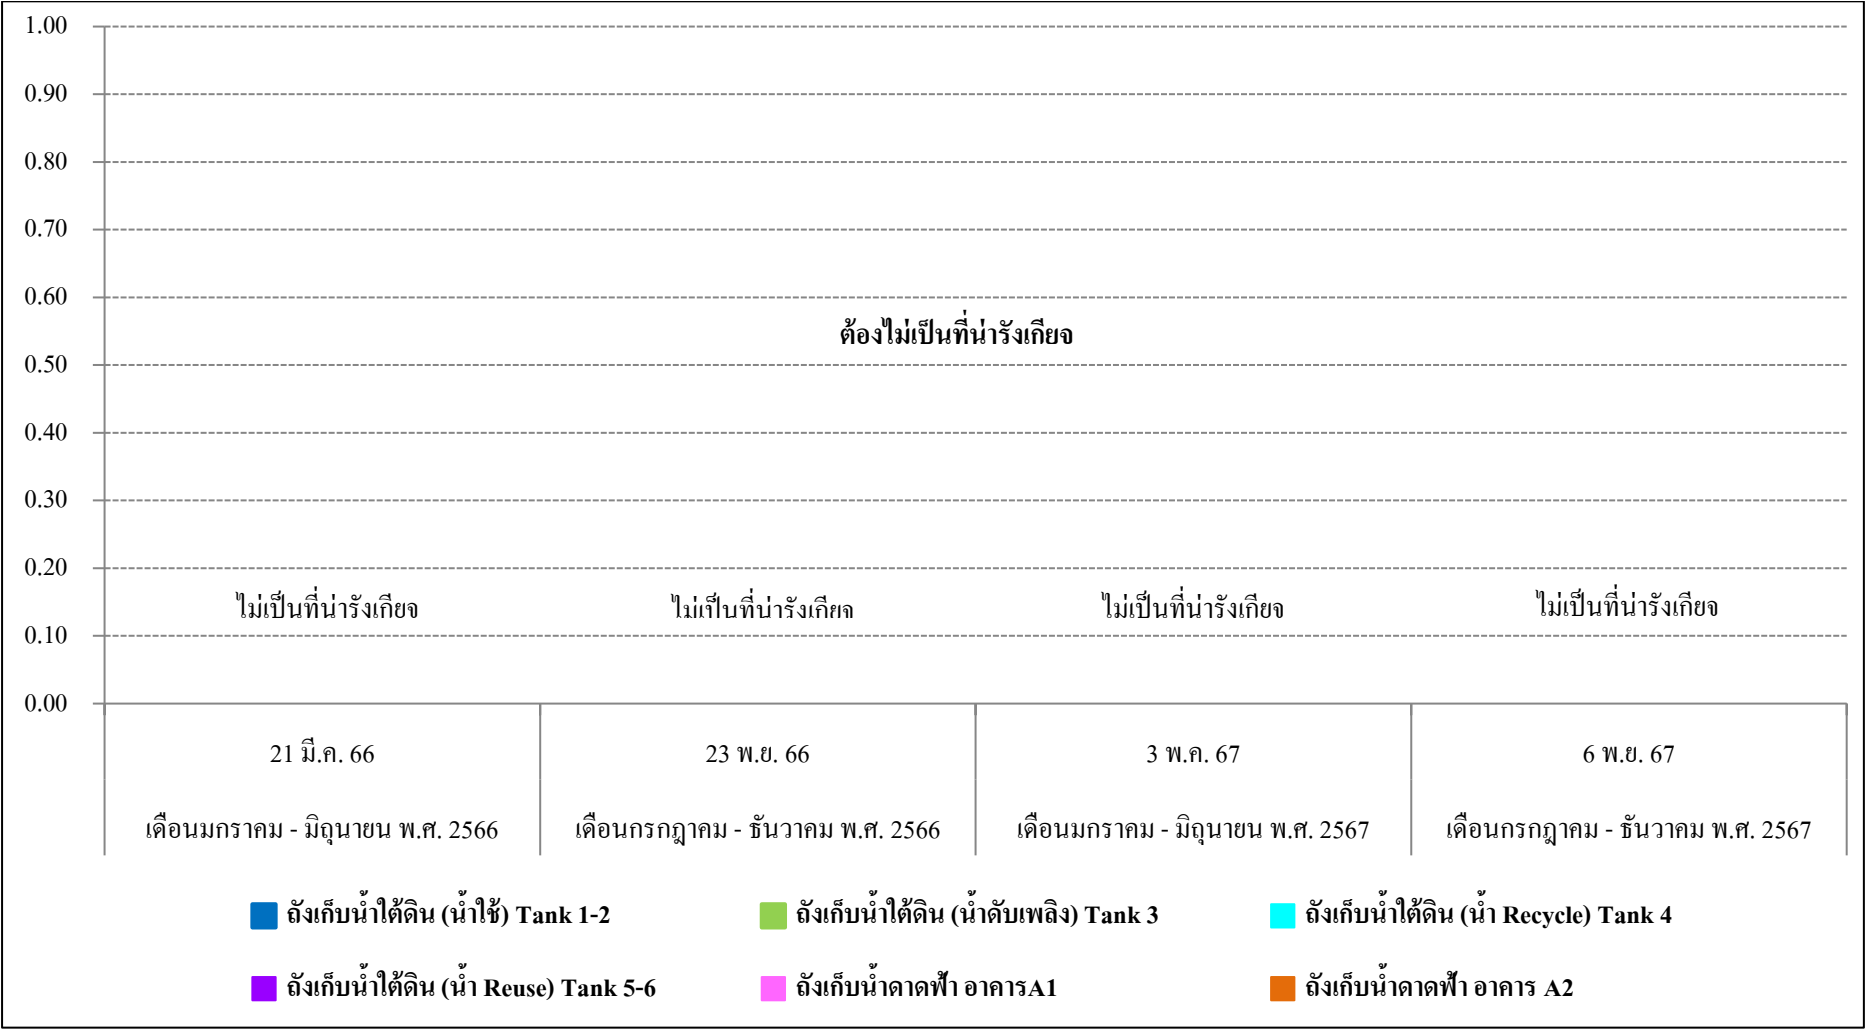 1.00
0.90
0.80
0.70
0.60
ต้องไม่เป็นที่น่ารังเกียจ
0.50
0.40
0.30
0.20
ไม่เป็นที่น่ารังเกียจ ไม่เป็นที่น่ารังเกียจ ไม่เป็นที่น่ารังเกียจ ไม่เป็นที่น่ารังเกียจ
0.10
0.00
21 มี.ค. 66 23 พ.ย. 66 3 พ.ค. 67 6 พ.ย. 67
เดือนมกราคม - มิถุนายน พ.ศ. 2566 เดือนกรกฎาคม - ธันวาคม พ.ศ. 2566 เดือนมกราคม - มิถุนายน พ.ศ. 2567 เดือนกรกฎาคม - ธันวาคม พ.ศ. 2567
ถังเก็บน้ำใต้ดิน (น้ำใช้) Tank 1-2 ถังเก็บน้ำใต้ดิน (น้ำดับเพลิง) Tank 3 ถังเก็บน้ำใต้ดิน (น้ำ Recycle) Tank 4
ถังเก็บน้ำใต้ดิน (น้ำ Reuse) Tank 5-6 ถังเก็บน้ำดาดฟ้า อาคารA1 ถังเก็บน้ำดาดฟ้า อาคาร A2